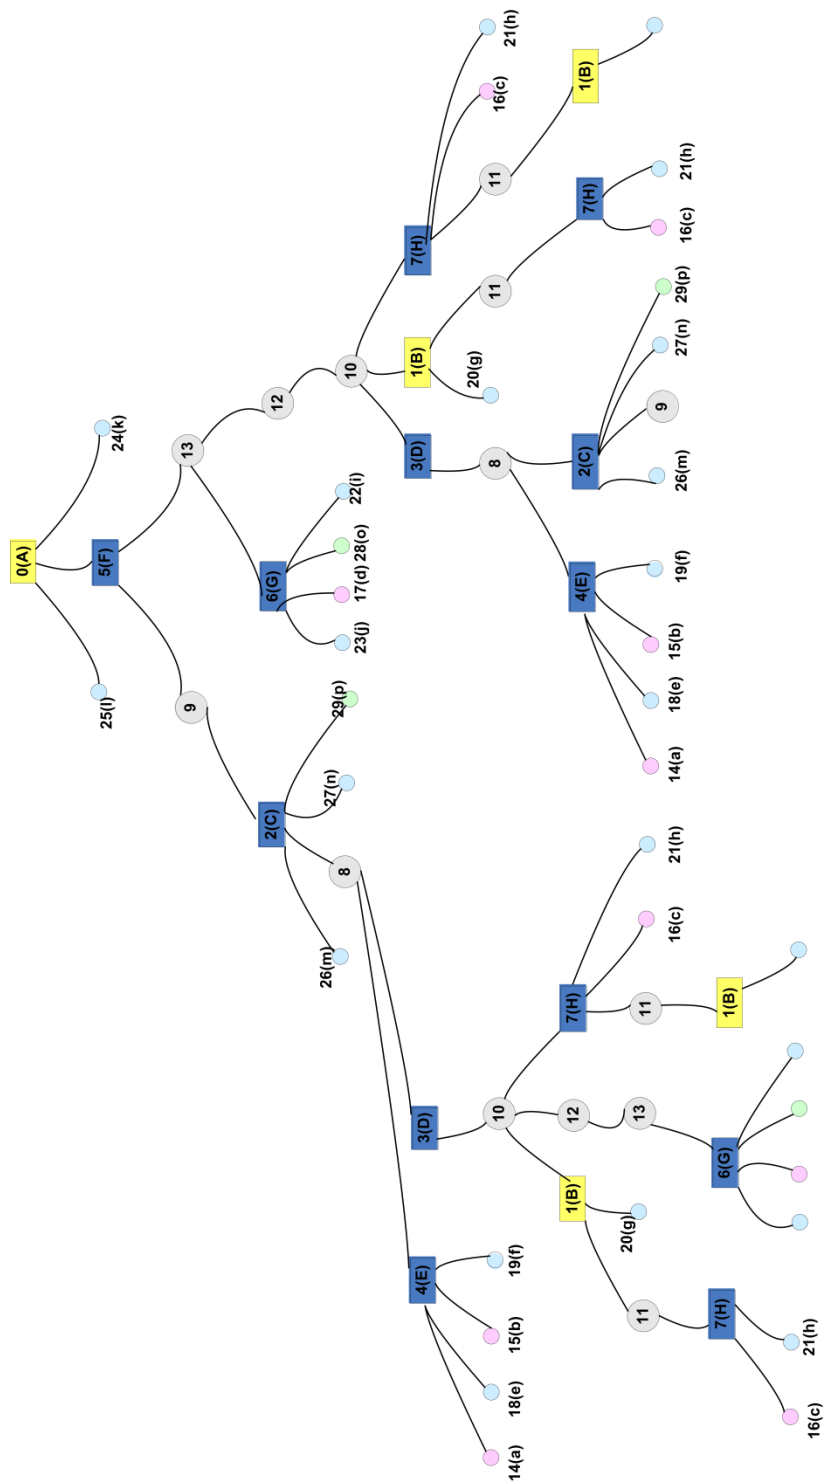 0(A)
25(l)
5(F)
24(k)
9
13
2(C)
6(G)
12
26(m)
8
27(n)
29(p)
23(j)
17(d)
28(o)
22(i)
10
4(E)
3(D)
3(D)
1(B)
7(H)
14(a)
18(e)
15(b)
19(f)
10
8
20(g)
11
11
16(c)
21(h)
1(B)
12
7(H)
4(E)
2(C)
7(H)
1(B)
11
20(g)
13
11
16(c)
21(h)
14(a)
18(e)
15(b)
19(f)
26(m)
9
27(n)
29(p)
16(c)
21(h)
7(H)
6(G)
1(B)
16(c)
21(h)